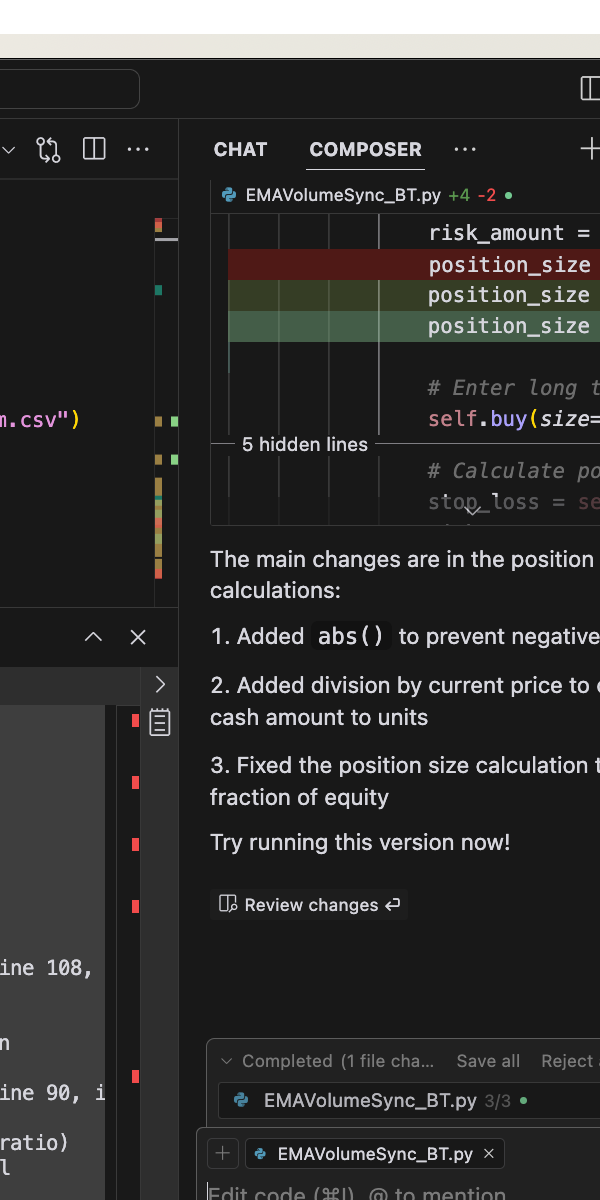 CHAT COMPOSER
EMAVolumeSync_BT.py +4 -2
risk_amount =
position_size
position_size
position_size
# Enter long t
self.buy(size=
5 hidden lines
# Calculate po
stop_loss = se
m.csv")
The main changes are in the position
calculations:
1. Added abs() to prevent negative
2. Added division by current price to
cash amount to units
3. Fixed the position size calculation
fraction of equity
Try running this version now!
Review changes
ine 108,
n
ine 90, i
ratio)
l
Completed (1 file cha... Save all Reject
EMAVolumeSync_BT.py 3/3
EMAVolumeSync_BT.py
Edit code (⌘I), @ to mention